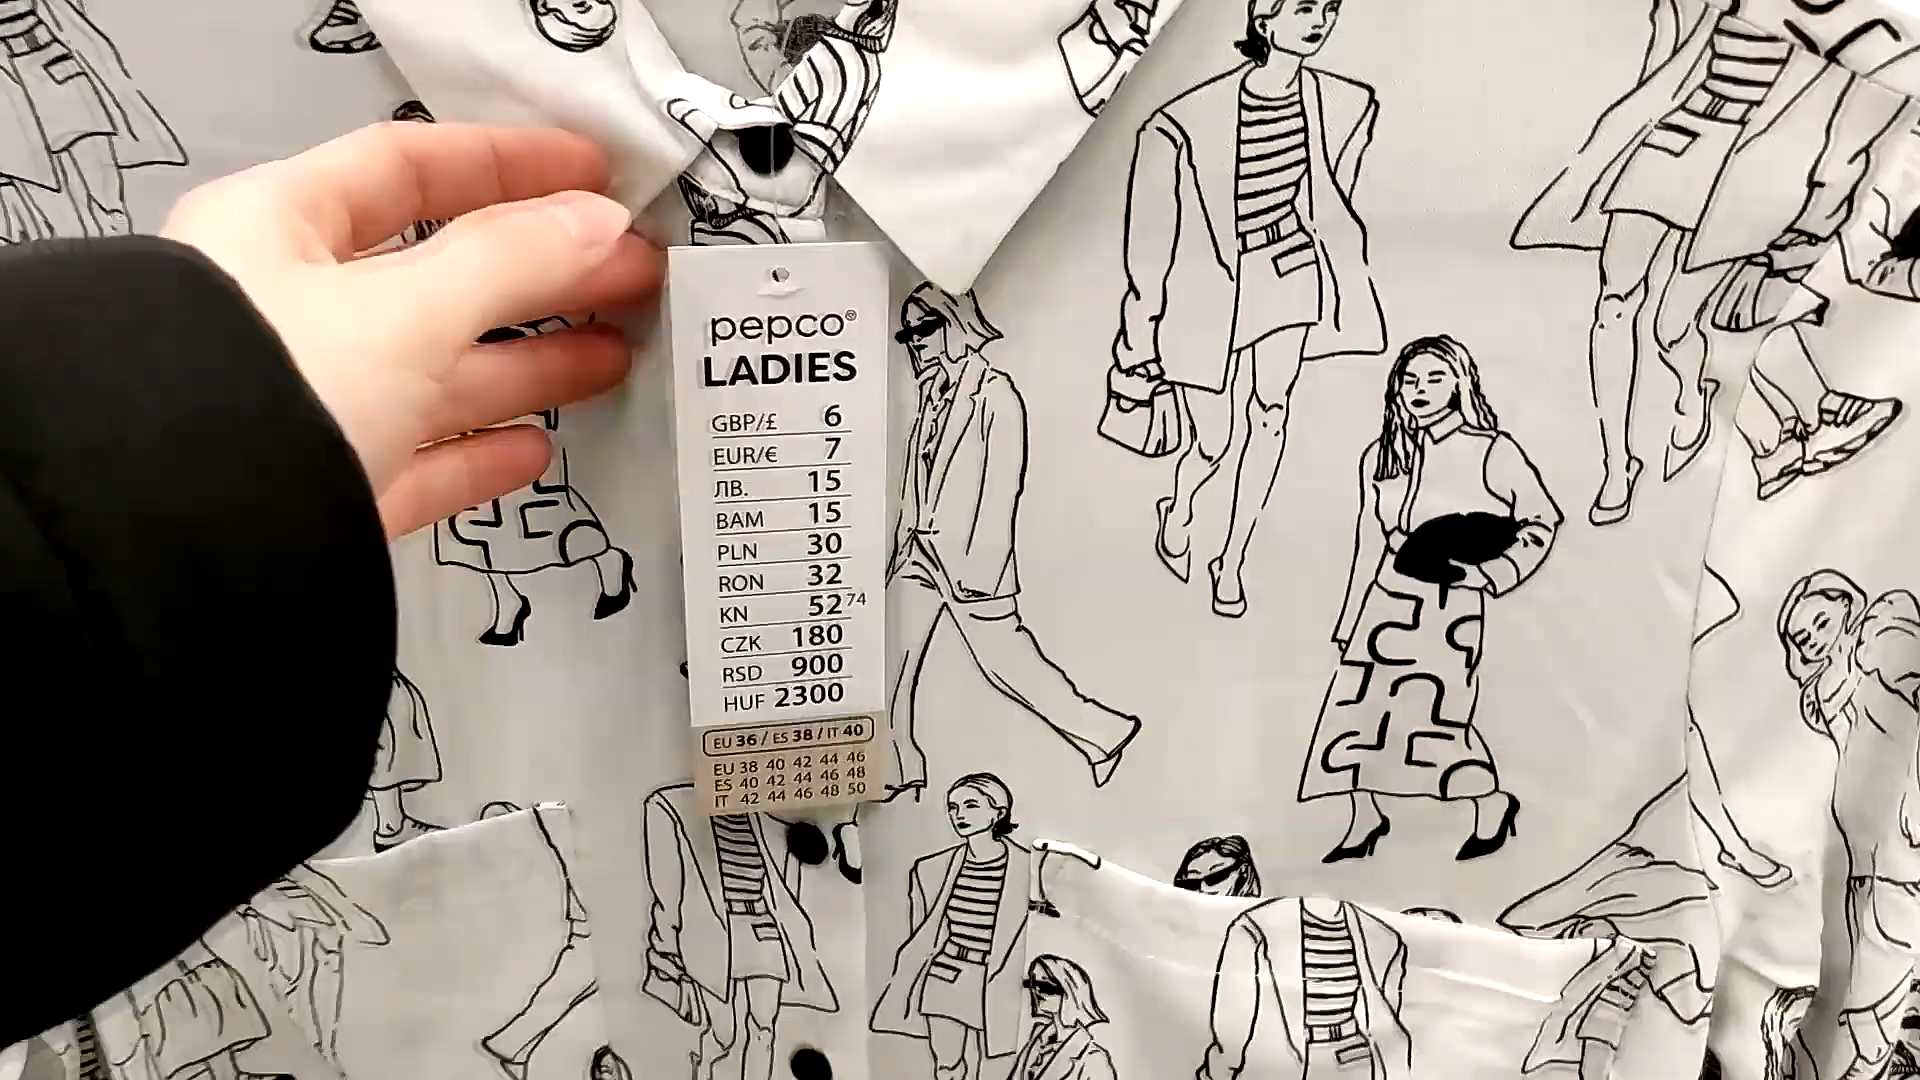 pepco®
LADIES
GBP/£ 6
EUR/€ 7
ЛВ. 15
BAM 15
PLN 30
RON 32
KN 52 74
CZK 180
RSD 900
HUF 2300
EU 36 / ES 38 / IT 40
EU 38 40 42 44 46
ES 40 42 44 46 48
IT 42 44 46 48 50